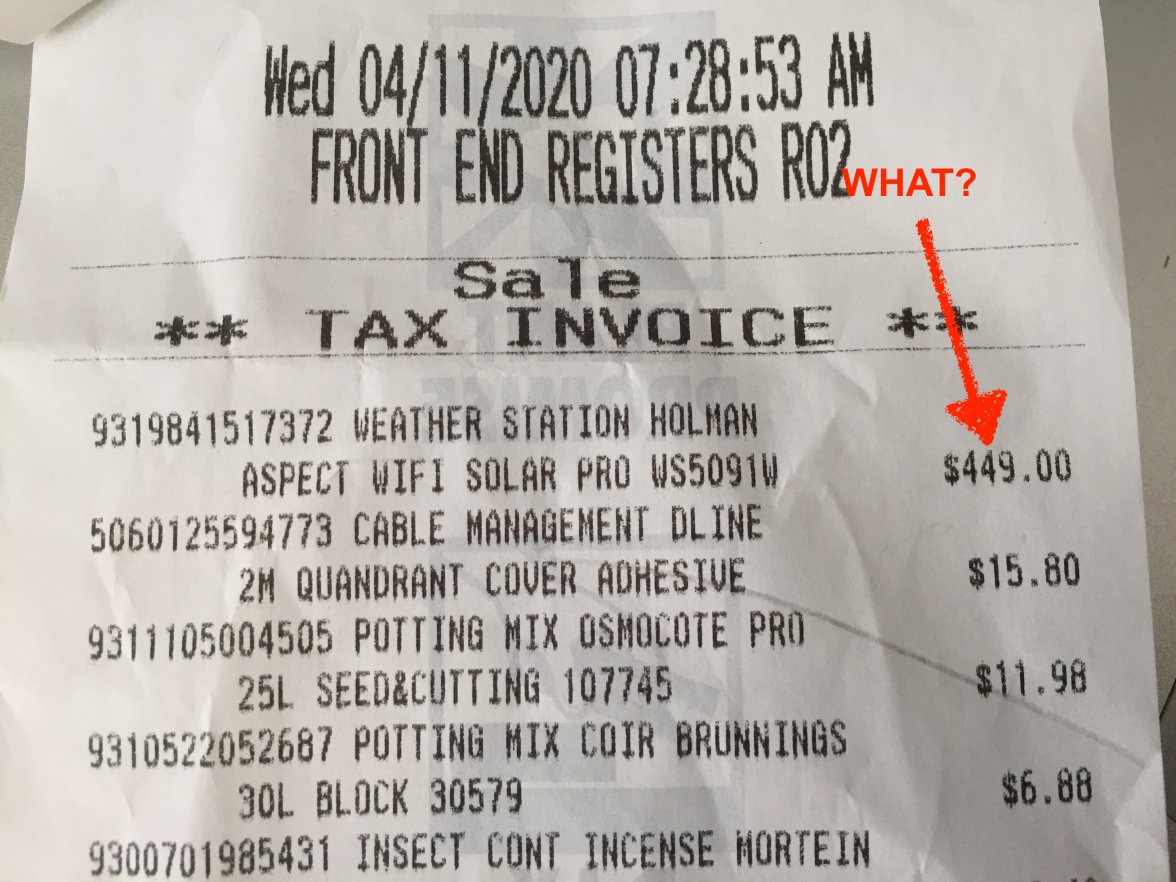 Wed 04/11/2020 07:28:53 AM
FRONT END REGISTERS R02
WHAT?
Sale
** TAX INVOICE **
9319841517372 WEATHER STATION HOLMAN
ASPECT WIFI SOLAR PRO WS5091W $449.00
5060125594773 CABLE MANAGEMENT DLINE
2M QUANDRANT COVER ADHESIVE $15.80
9311105004505 POTTING MIX OSMOCOTE PRO
25L SEED&CUTTING 107745 $11.98
9310522052687 POTTING MIX COIR BRUNNINGS
30L BLOCK 30579 $6.88
9300701985431 INSECT CONT INCENSE MORTEIN